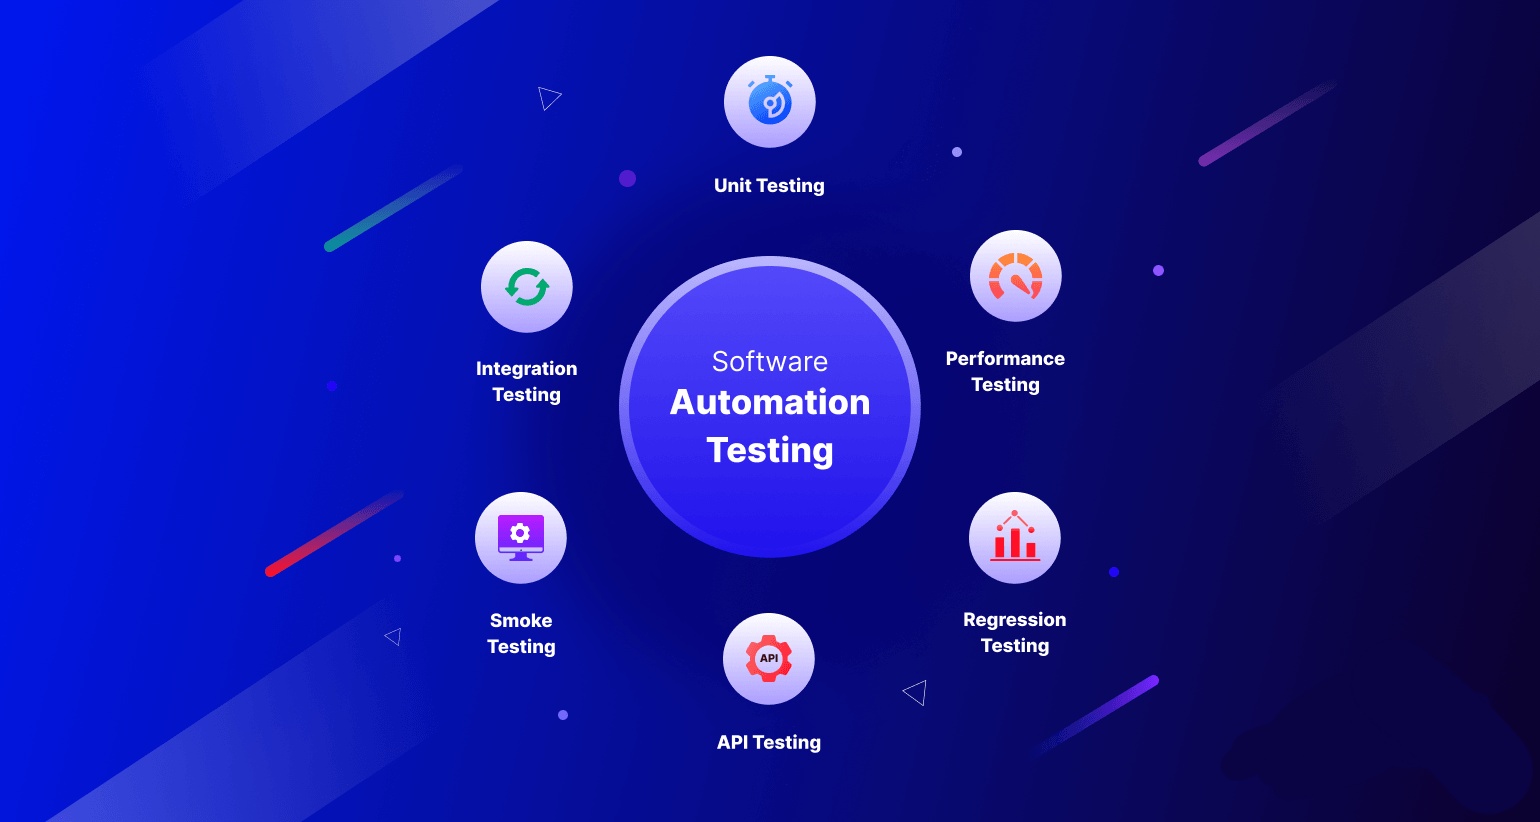 Unit Testing
Integration
Testing
Performance
Testing
Software
Automation
Testing
Smoke
Testing
Regression
Testing
API
API Testing